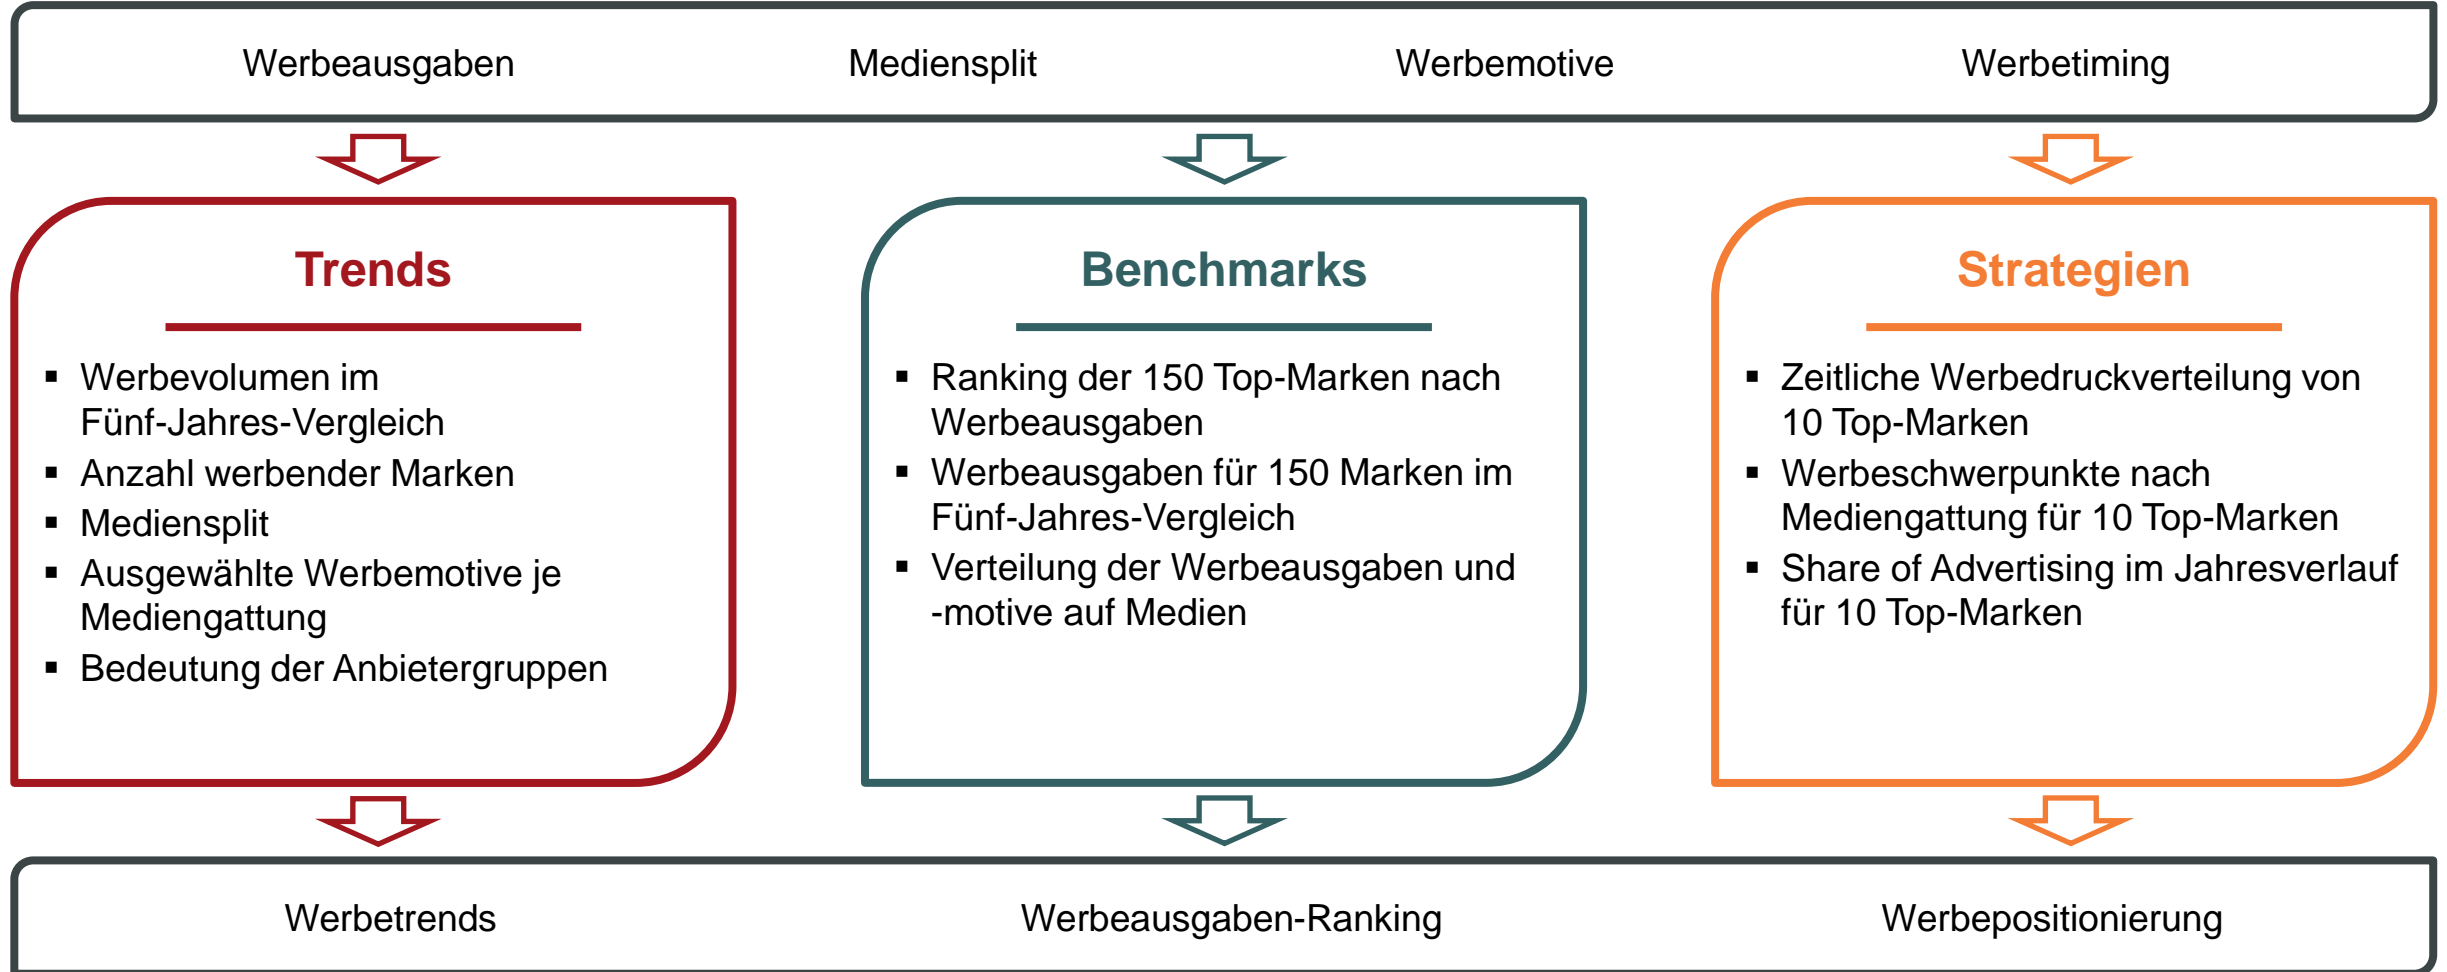 Werbeausgaben Mediensplit Werbemotive Werbetiming
Trends
▪ Werbevolumen im
Fünf-Jahres-Vergleich
▪ Anzahl werbender Marken
▪ Mediensplit
▪ Ausgewählte Werbemotive je
Mediengattung
▪ Bedeutung der Anbietergruppen
Benchmarks
▪ Ranking der 150 Top-Marken nach
Werbeausgaben
▪ Werbeausgaben für 150 Marken im
Fünf-Jahres-Vergleich
▪ Verteilung der Werbeausgaben und
-motive auf Medien
Strategien
▪ Zeitliche Werbedruckverteilung von
10 Top-Marken
▪ Werbeschwerpunkte nach
Mediengattung für 10 Top-Marken
▪ Share of Advertising im Jahresverlauf
für 10 Top-Marken
Werbetrends Werbeausgaben-Ranking Werbepositionierung